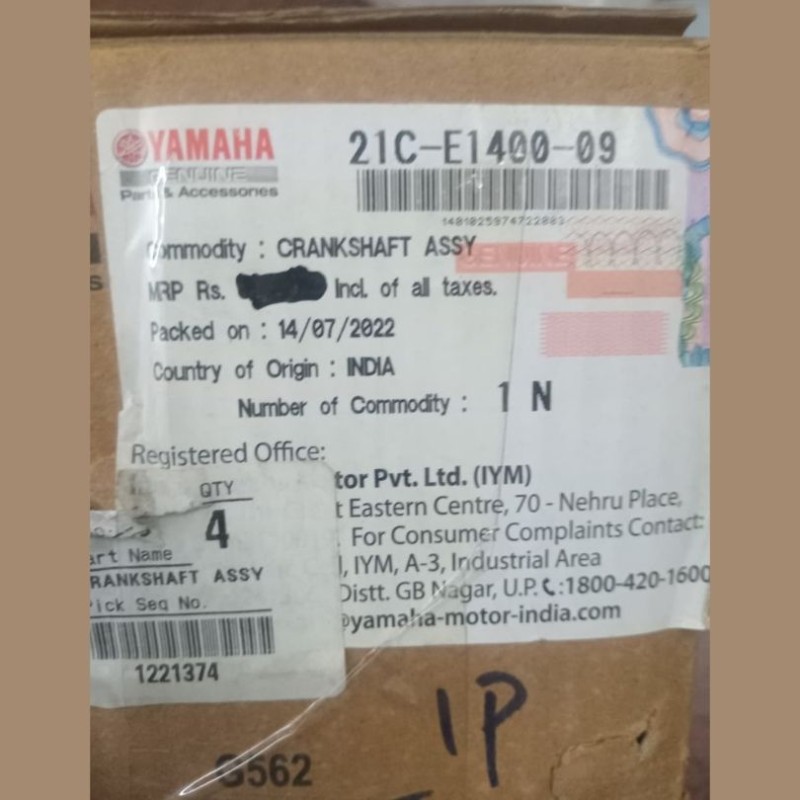 YAMAHA
GENUINE
Parts & Accessories
21C-E1400-09
1481825974722883
Commodity : CRANKSHAFT ASSY
MRP Rs. Incl. of all taxes.
Packed on : 14/07/2022
Country of Origin : INDIA
Number of Commodity : 1 N
Registered Office:
tor Pvt. Ltd. (IYM)
t Eastern Centre, 70 - Nehru Place,
For Consumer Complaints Contact:
, IYM, A-3, Industrial Area
Distt. GB Nagar, U.P. :1800-420-1600
@yamaha-motor-india.com
QTY
4
art Name
RANKSHAFT ASSY
ick Seq No.
1221374
G562
1P